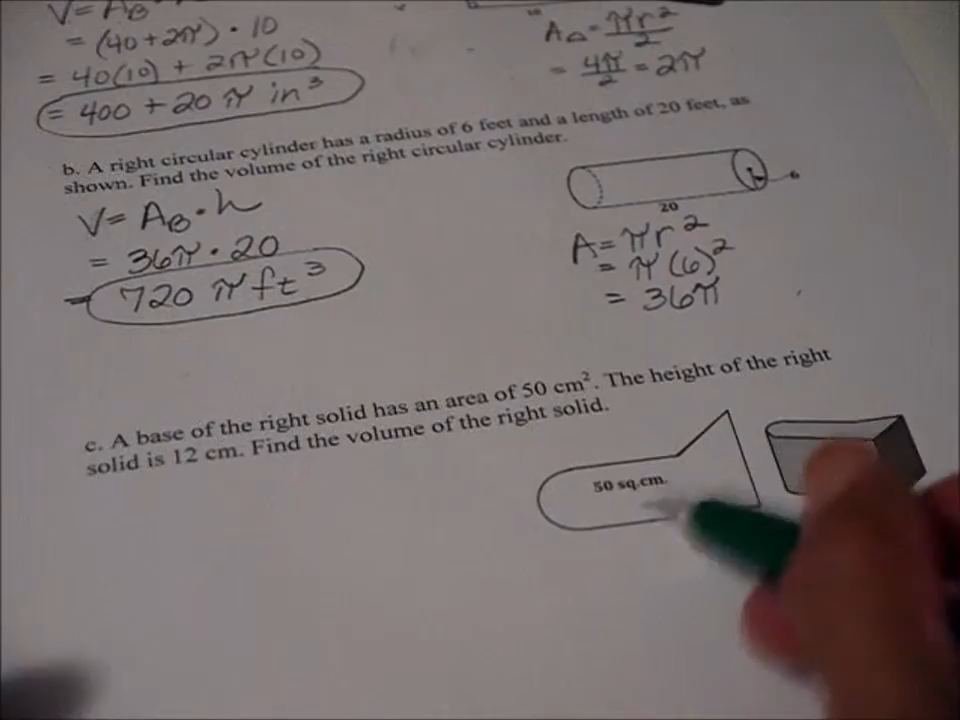 V = A_B
= (40 + 2π) · 10
= 40(10) + 2π(10)
= 400 + 20 π in³
= πr²/2
= 4π/2 = 2π
b. A right circular cylinder has a radius of 6 feet and a length of 20 feet, as
shown. Find the volume of the right circular cylinder.
V = A_B · h
= 36π · 20
= 720 π ft³
6
20
A = πr²
= π(6)²
= 36π
c. A base of the right solid has an area of 50 cm². The height of the right
solid is 12 cm. Find the volume of the right solid.
50 sq.cm.